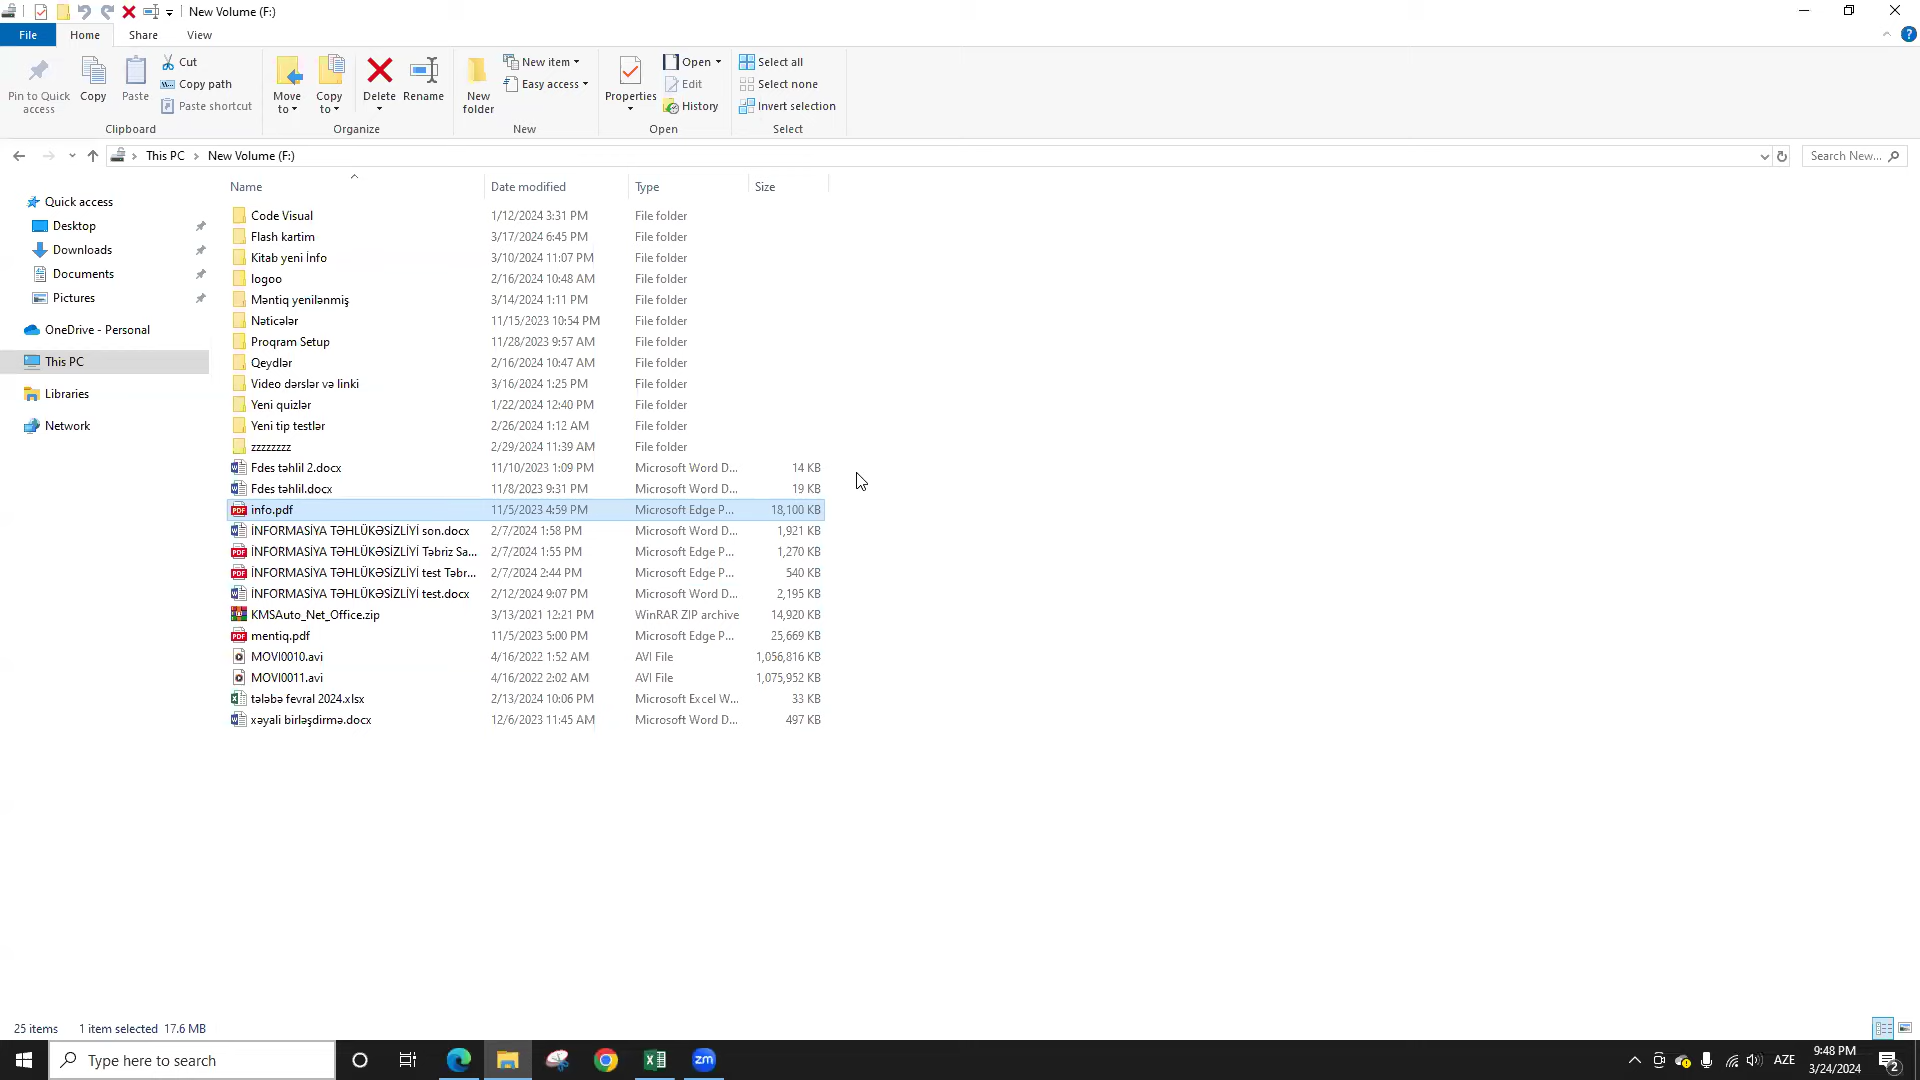 New Volume (F:)
File Home Share View
Pin to Quick access
Copy
Paste
Cut
Copy path
Paste shortcut
Clipboard
Move to
Copy to
Delete
Rename
Organize
New folder
New item
Easy access
New
Properties
Open
Edit
History
Open
Select all
Select none
Invert selection
Select
This PC New Volume (F:)
Search New...
Quick access
Desktop
Downloads
Documents
Pictures
OneDrive - Personal
This PC
Libraries
Network
Name Date modified Type Size
Code Visual 1/12/2024 3:31 PM File folder
Flash kartim 3/17/2024 6:45 PM File folder
Kitab yeni İnfo 3/10/2024 11:07 PM File folder
logoo 2/16/2024 10:48 AM File folder
Məntiq yenilənmiş 3/14/2024 1:11 PM File folder
Nəticələr 11/15/2023 10:54 PM File folder
Proqram Setup 11/28/2023 9:57 AM File folder
Qeydlər 2/16/2024 10:47 AM File folder
Video dərslər və linki 3/16/2024 1:25 PM File folder
Yeni quizlər 1/22/2024 12:40 PM File folder
Yeni tip testlər 2/26/2024 1:12 AM File folder
zzzzzzzz 2/29/2024 11:39 AM File folder
Fdes təhlil 2.docx 11/10/2023 1:09 PM Microsoft Word D... 14 KB
Fdes təhlil.docx 11/8/2023 9:31 PM Microsoft Word D... 19 KB
info.pdf 11/5/2023 4:59 PM Microsoft Edge P... 18,100 KB
İNFORMASİYA TƏHLÜKƏSİZLİYİ son.docx 2/7/2024 1:58 PM Microsoft Word D... 1,921 KB
İNFORMASİYA TƏHLÜKƏSİZLİYİ Təbriz Sa... 2/7/2024 1:55 PM Microsoft Edge P... 1,270 KB
İNFORMASİYA TƏHLÜKƏSİZLİYİ test Təbr... 2/7/2024 2:44 PM Microsoft Edge P... 540 KB
İNFORMASİYA TƏHLÜKƏSİZLİYİ test.docx 2/12/2024 9:07 PM Microsoft Word D... 2,195 KB
KMSAuto_Net_Office.zip 3/13/2021 12:21 PM WinRAR ZIP archive 14,920 KB
mentiq.pdf 11/5/2023 5:00 PM Microsoft Edge P... 25,669 KB
MOVI0010.avi 4/16/2022 1:52 AM AVI File 1,056,816 KB
MOVI0011.avi 4/16/2022 2:02 AM AVI File 1,075,952 KB
tələbə fevral 2024.xlsx 2/13/2024 10:06 PM Microsoft Excel W... 33 KB
xəyali birləşdirmə.docx 12/6/2023 11:45 AM Microsoft Word D... 497 KB
25 items 1 item selected 17.6 MB
Type here to search
zm
AZE
9:48 PM
3/24/2024
2